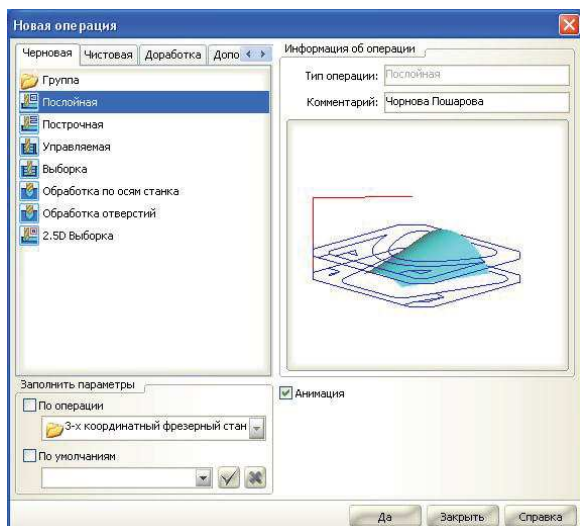 Новая операция
Черновая Чистовая Доработка Допо
Группа
Послойная
Построчная
Управляемая
Выборка
Обработка по осям станка
Обработка отверстий
2.5D Выборка
Информация об операции
Тип операции: Послойная
Комментарий: Чорнова Пошарова
Заполнить параметры
По операции
3-х координатный фрезерный стан
По умолчаниям
Анимация
Да Закрыть Справка